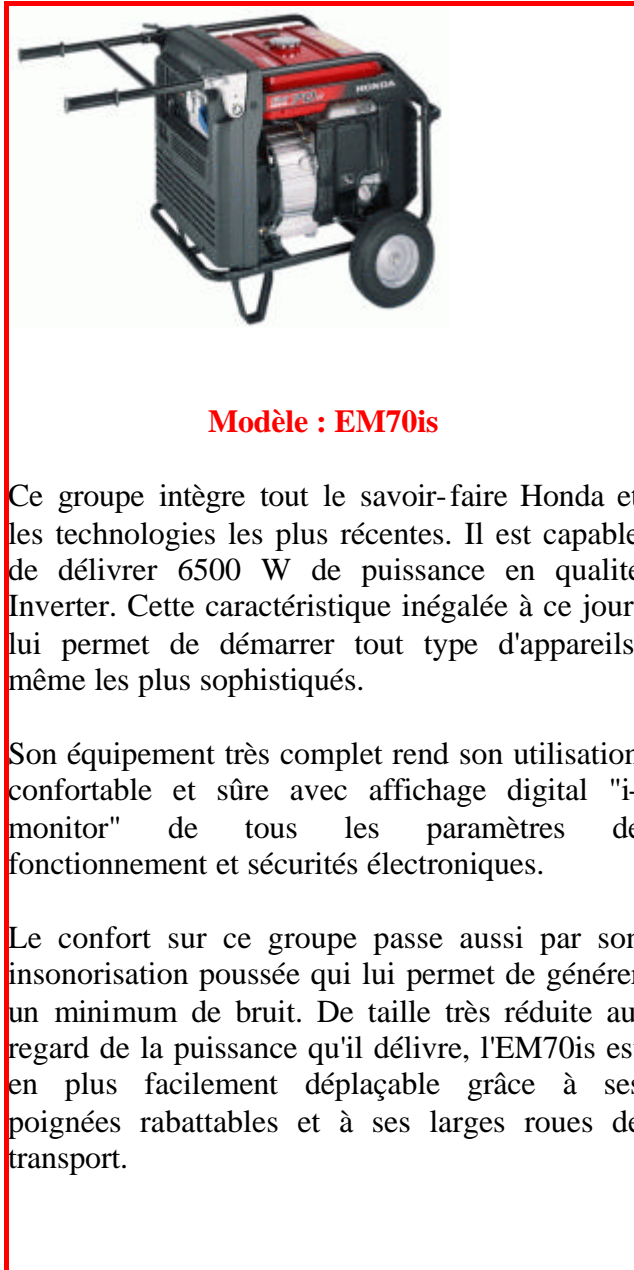 HONDA
Modèle : EM70is
Ce groupe intègre tout le savoir-faire Honda et
les technologies les plus récentes. Il est capable
de délivrer 6500 W de puissance en qualité
Inverter. Cette caractéristique inégalée à ce jour
lui permet de démarrer tout type d'appareils
même les plus sophistiqués.
Son équipement très complet rend son utilisation
confortable et sûre avec affichage digital "i-
monitor" de tous les paramètres de
fonctionnement et sécurités électroniques.
Le confort sur ce groupe passe aussi par son
insonorisation poussée qui lui permet de générer
un minimum de bruit. De taille très réduite au
regard de la puissance qu'il délivre, l'EM70is est
en plus facilement déplaçable grâce à ses
poignées rabattables et à ses larges roues de
transport.